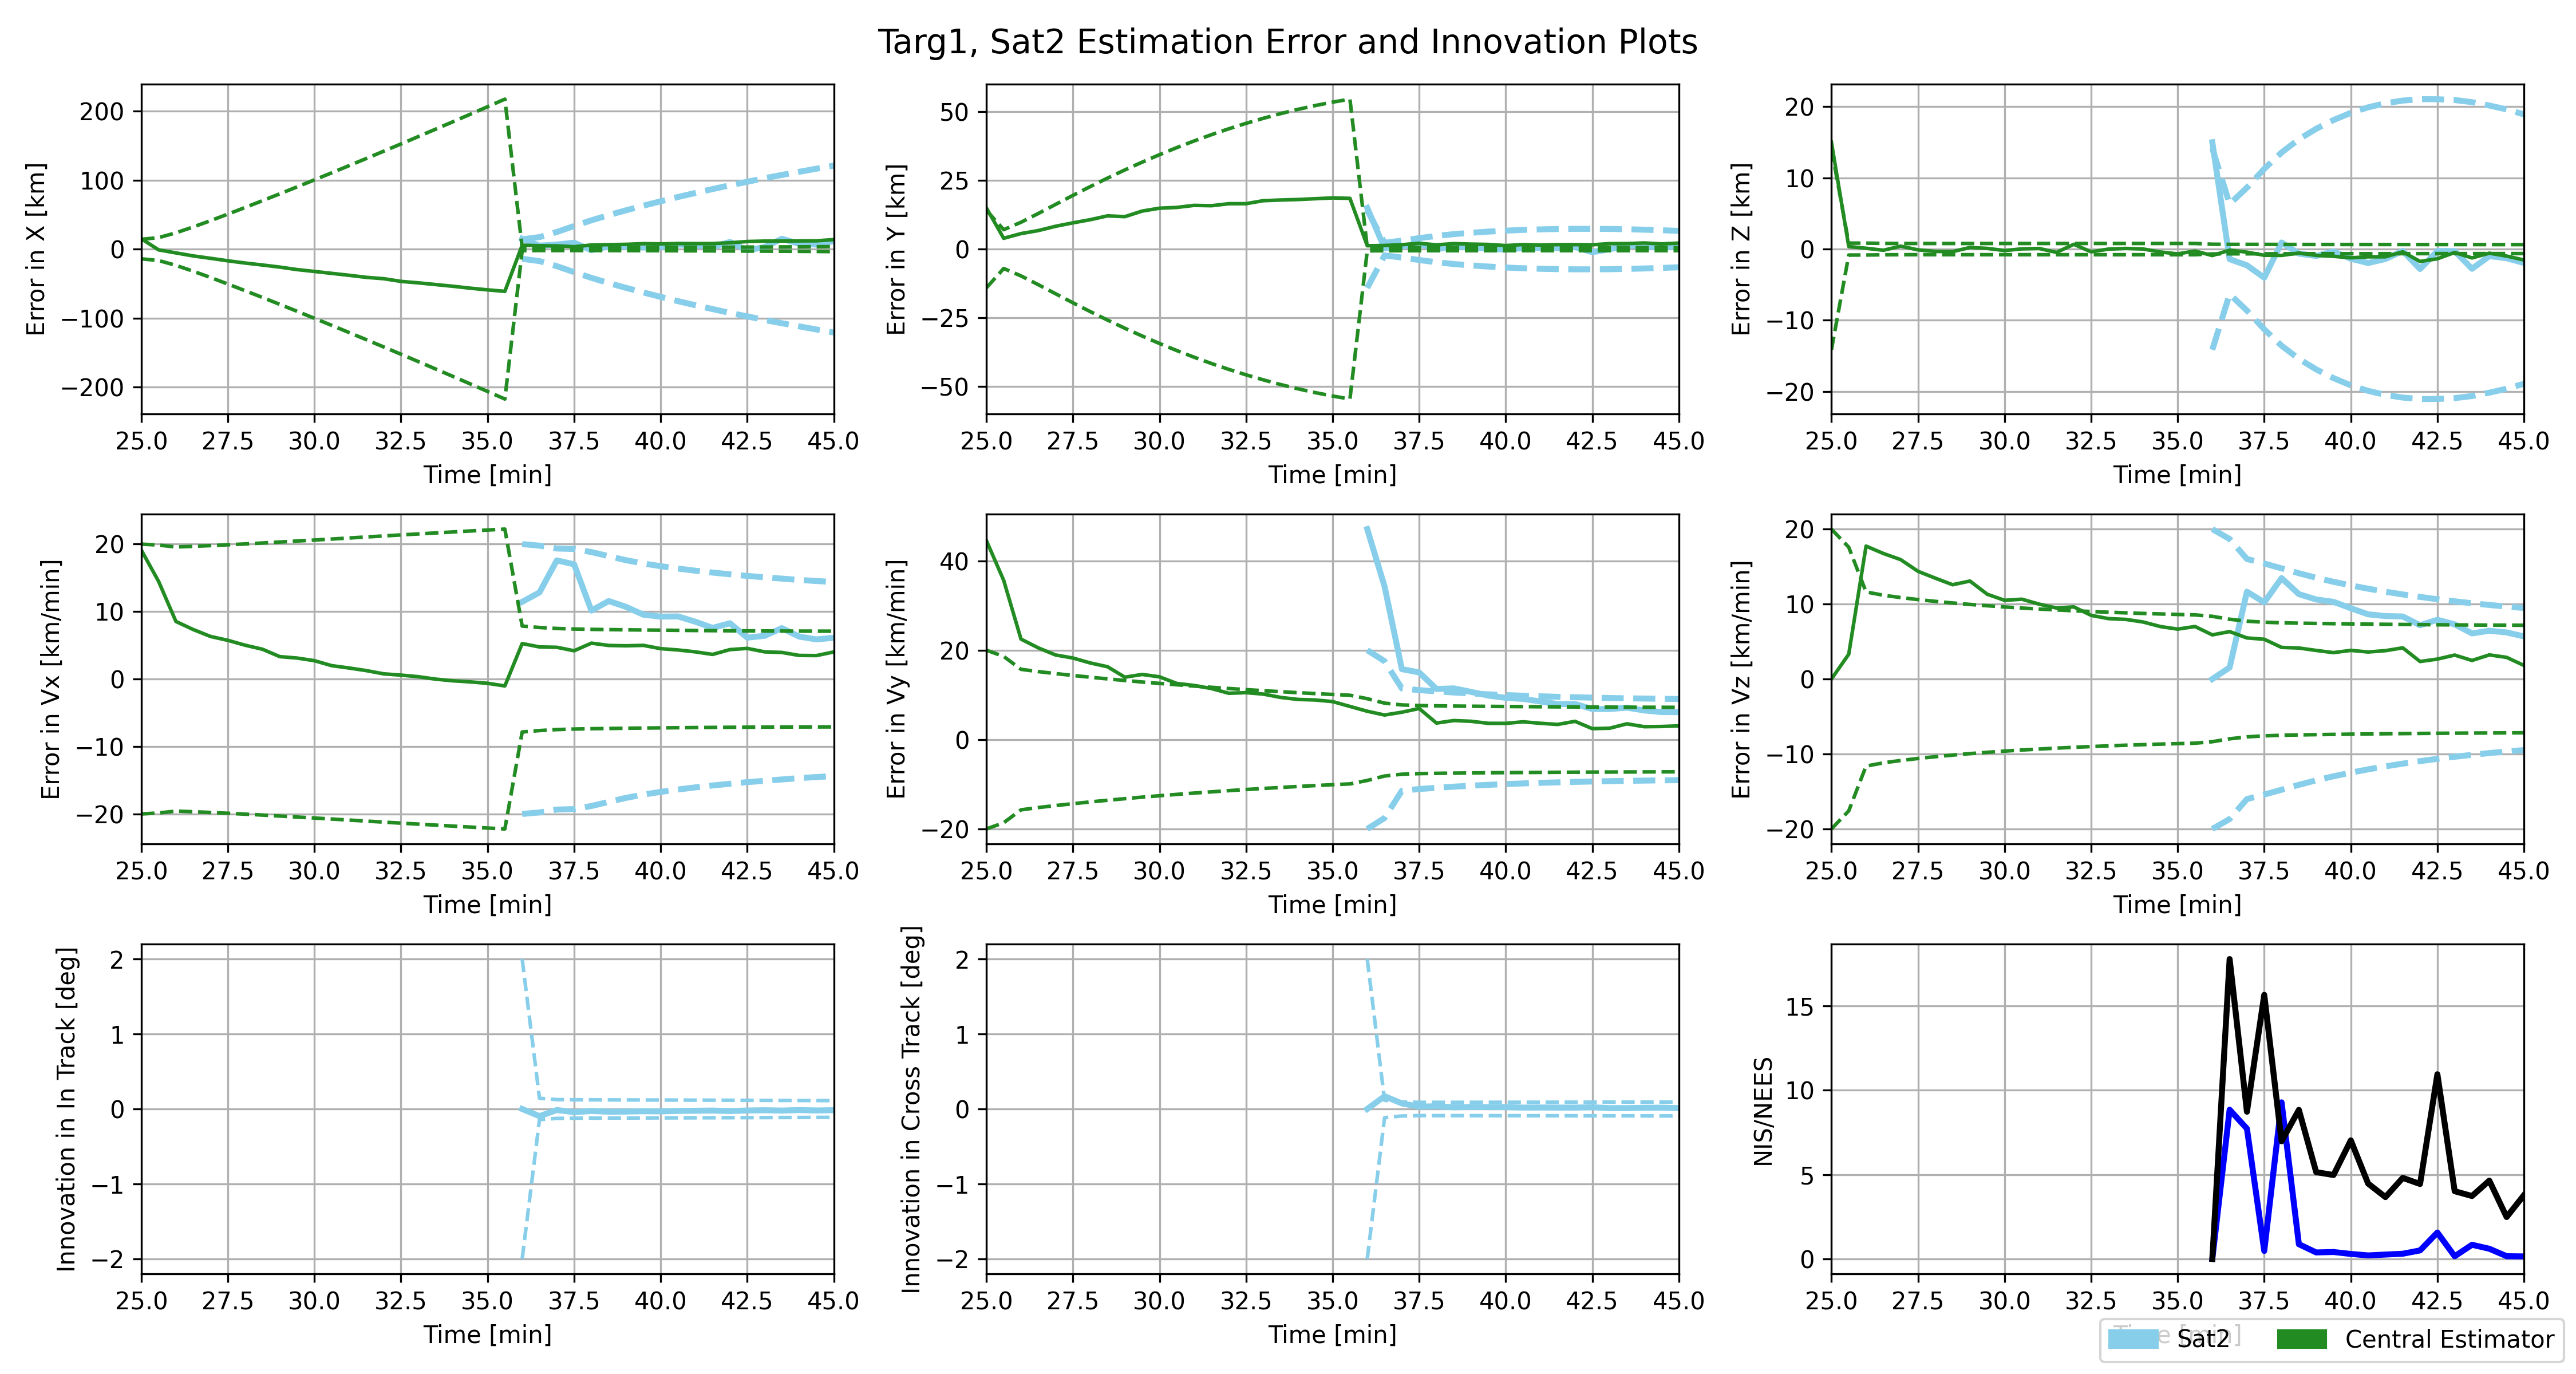 Targ1, Sat2 Estimation Error and Innovation Plots
Error in X [km]
200
100
0
−100
−200
25.0 27.5 30.0 32.5 35.0 37.5 40.0 42.5 45.0
Time [min]
Error in Y [km]
50
25
0
−25
−50
25.0 27.5 30.0 32.5 35.0 37.5 40.0 42.5 45.0
Time [min]
Error in Z [km]
20
10
0
−10
−20
25.0 27.5 30.0 32.5 35.0 37.5 40.0 42.5 45.0
Time [min]
Error in Vx [km/min]
20
10
0
−10
−20
25.0 27.5 30.0 32.5 35.0 37.5 40.0 42.5 45.0
Time [min]
Error in Vy [km/min]
40
20
0
−20
25.0 27.5 30.0 32.5 35.0 37.5 40.0 42.5 45.0
Time [min]
Error in Vz [km/min]
20
10
0
−10
−20
25.0 27.5 30.0 32.5 35.0 37.5 40.0 42.5 45.0
Time [min]
Innovation in In Track [deg]
2
1
0
−1
−2
25.0 27.5 30.0 32.5 35.0 37.5 40.0 42.5 45.0
Time [min]
Innovation in Cross Track [deg]
2
1
0
−1
−2
25.0 27.5 30.0 32.5 35.0 37.5 40.0 42.5 45.0
Time [min]
NIS/NEES
15
10
5
0
25.0 27.5 30.0 32.5 35.0 37.5 40.0 42.5 45.0
Time [min]
Sat2 Central Estimator